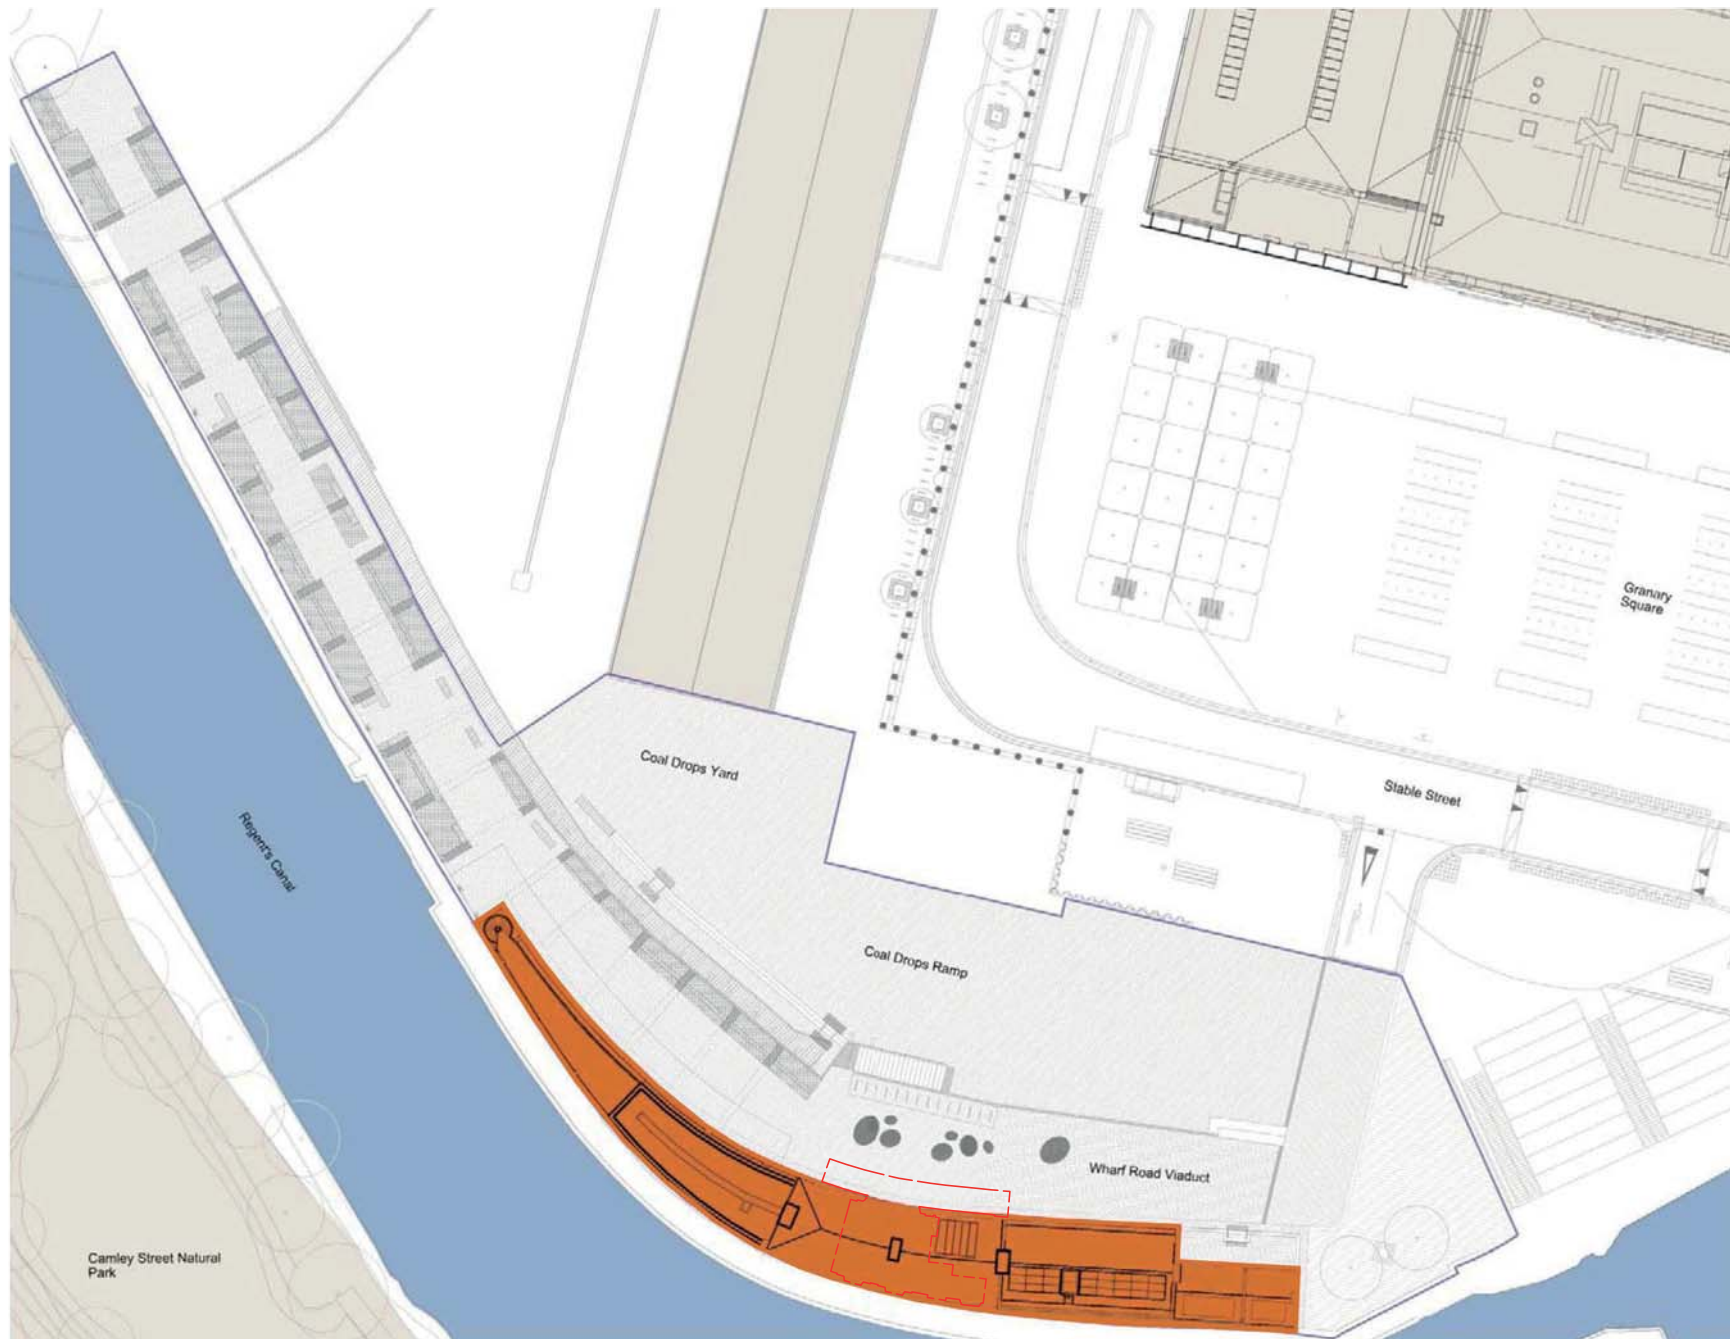 Granary
Square
Coal Drops Yard
Stable Street
Regent's Canal
Coal Drops Ramp
Wharf Road Viaduct
Camley Street Natural
Park